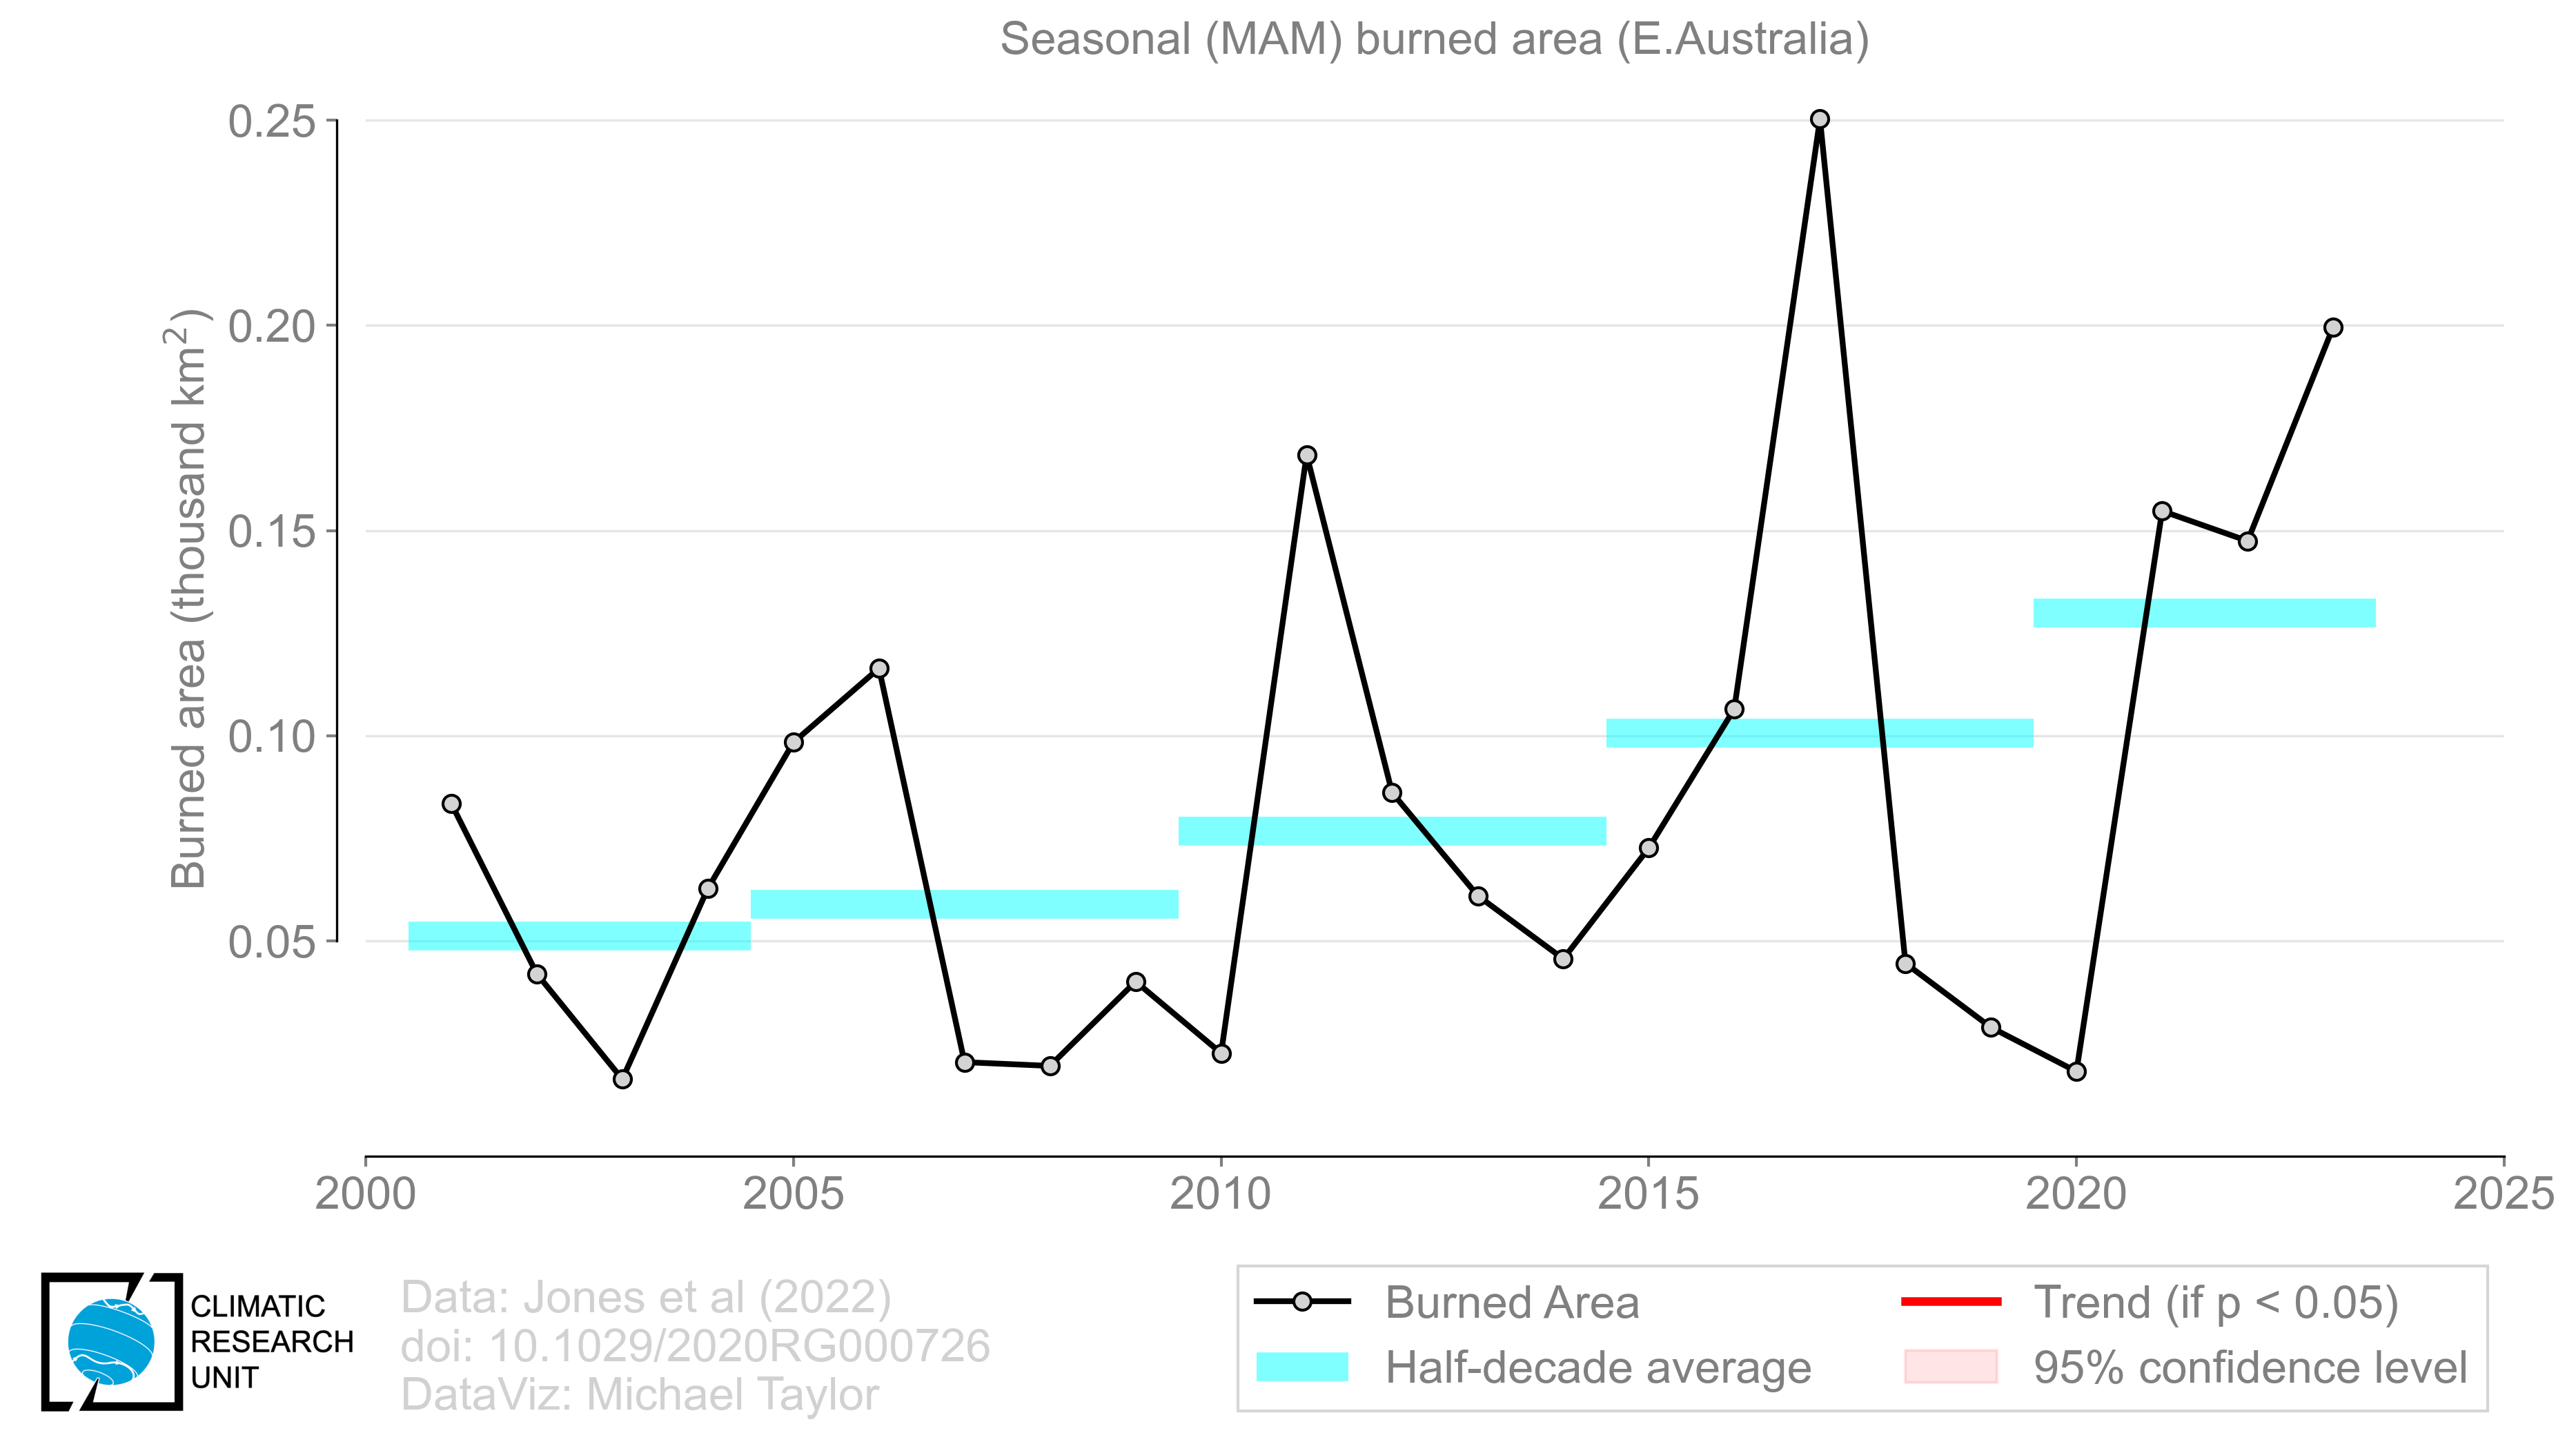 Seasonal (MAM) burned area (E.Australia)
Burned area (thousand km²)
0.25
0.20
0.15
0.10
0.05
2000 2005 2010 2015 2020 2025
CLIMATIC
RESEARCH
UNIT
Data: Jones et al (2022)
doi: 10.1029/2020RG000726
DataViz: Michael Taylor
Burned Area
Half-decade average
Trend (if p < 0.05)
95% confidence level